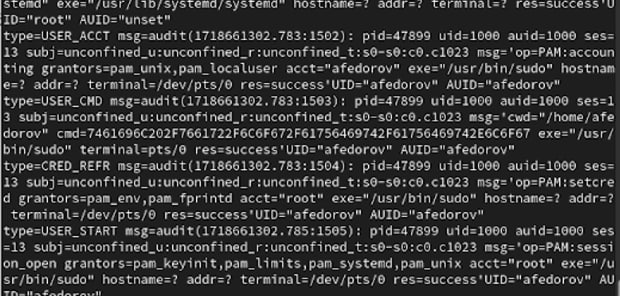 stemd" exe="/usr/lib/systemd/systemd" hostname=? addr=? terminal=? res=success'U
ID="root" AUID="unset"
type=USER_ACCT msg=audit(1718661302.783:1502): pid=47899 uid=1000 auid=1000 ses=
13 subj=unconfined_u:unconfined_r:unconfined_t:s0-s0:c0.c1023 msg='op=PAM:accoun
ting grantors=pam_unix,pam_localuser acct="afedorov" exe="/usr/bin/sudo" hostnam
e=? addr=? terminal=/dev/pts/0 res=success'UID="afedorov" AUID="afedorov"
type=USER_CMD msg=audit(1718661302.783:1503): pid=47899 uid=1000 auid=1000 ses=1
3 subj=unconfined_u:unconfined_r:unconfined_t:s0-s0:c0.c1023 msg='cwd="/home/afe
dorov" cmd=7461696C202F7661722F6C6F672F61756469742F61756469742E6C6F67 exe="/usr/
bin/sudo" terminal=pts/0 res=success'UID="afedorov" AUID="afedorov"
type=CRED_REFR msg=audit(1718661302.783:1504): pid=47899 uid=1000 auid=1000 ses=
13 subj=unconfined_u:unconfined_r:unconfined_t:s0-s0:c0.c1023 msg='op=PAM:setcre
d grantors=pam_env,pam_fprintd acct="root" exe="/usr/bin/sudo" hostname=? addr=?
 terminal=/dev/pts/0 res=success'UID="afedorov" AUID="afedorov"
type=USER_START msg=audit(1718661302.785:1505): pid=47899 uid=1000 auid=1000 ses
=13 subj=unconfined_u:unconfined_r:unconfined_t:s0-s0:c0.c1023 msg='op=PAM:sessi
on_open grantors=pam_keyinit,pam_limits,pam_systemd,pam_unix acct="root" exe="/u
sr/bin/sudo" hostname=? addr=? terminal=/dev/pts/0 res=success'UID="afedorov" AU
ID="afedorov"